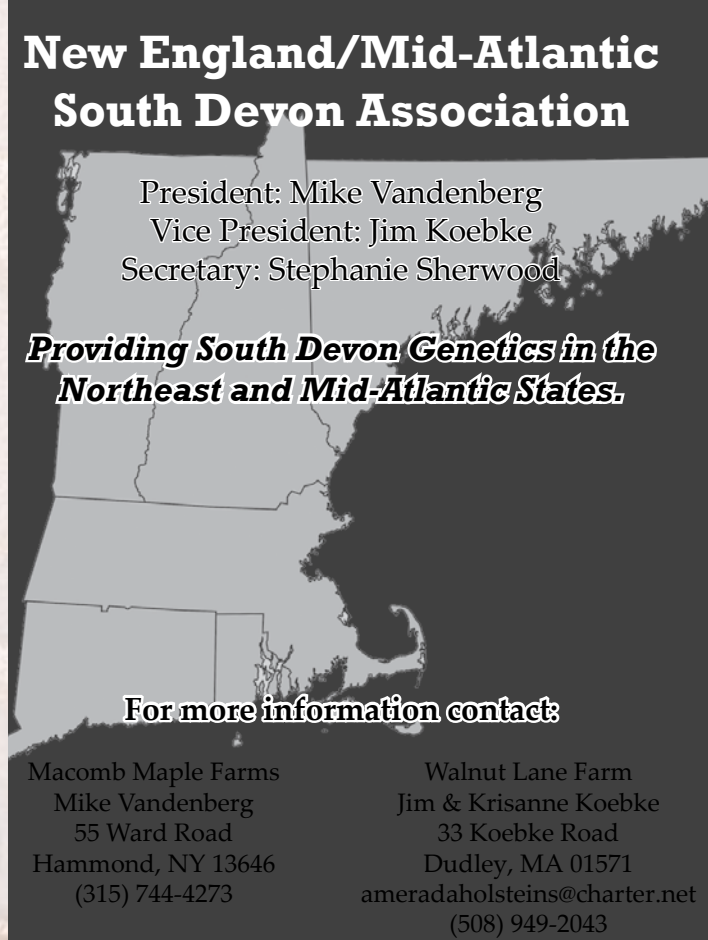 New England/Mid-Atlantic
South Devon Association
President: Mike Vandenberg
Vice President: Jim Koebke
Secretary: Stephanie Sherwood
Providing South Devon Genetics in the
Northeast and Mid-Atlantic States.
For more information contact:
Macomb Maple Farms
Mike Vandenberg
55 Ward Road
Hammond, NY 13646
(315) 744-4273
Walnut Lane Farm
Jim & Krisanne Koebke
33 Koebke Road
Dudley, MA 01571
ameradaholsteins@charter.net
(508) 949-2043